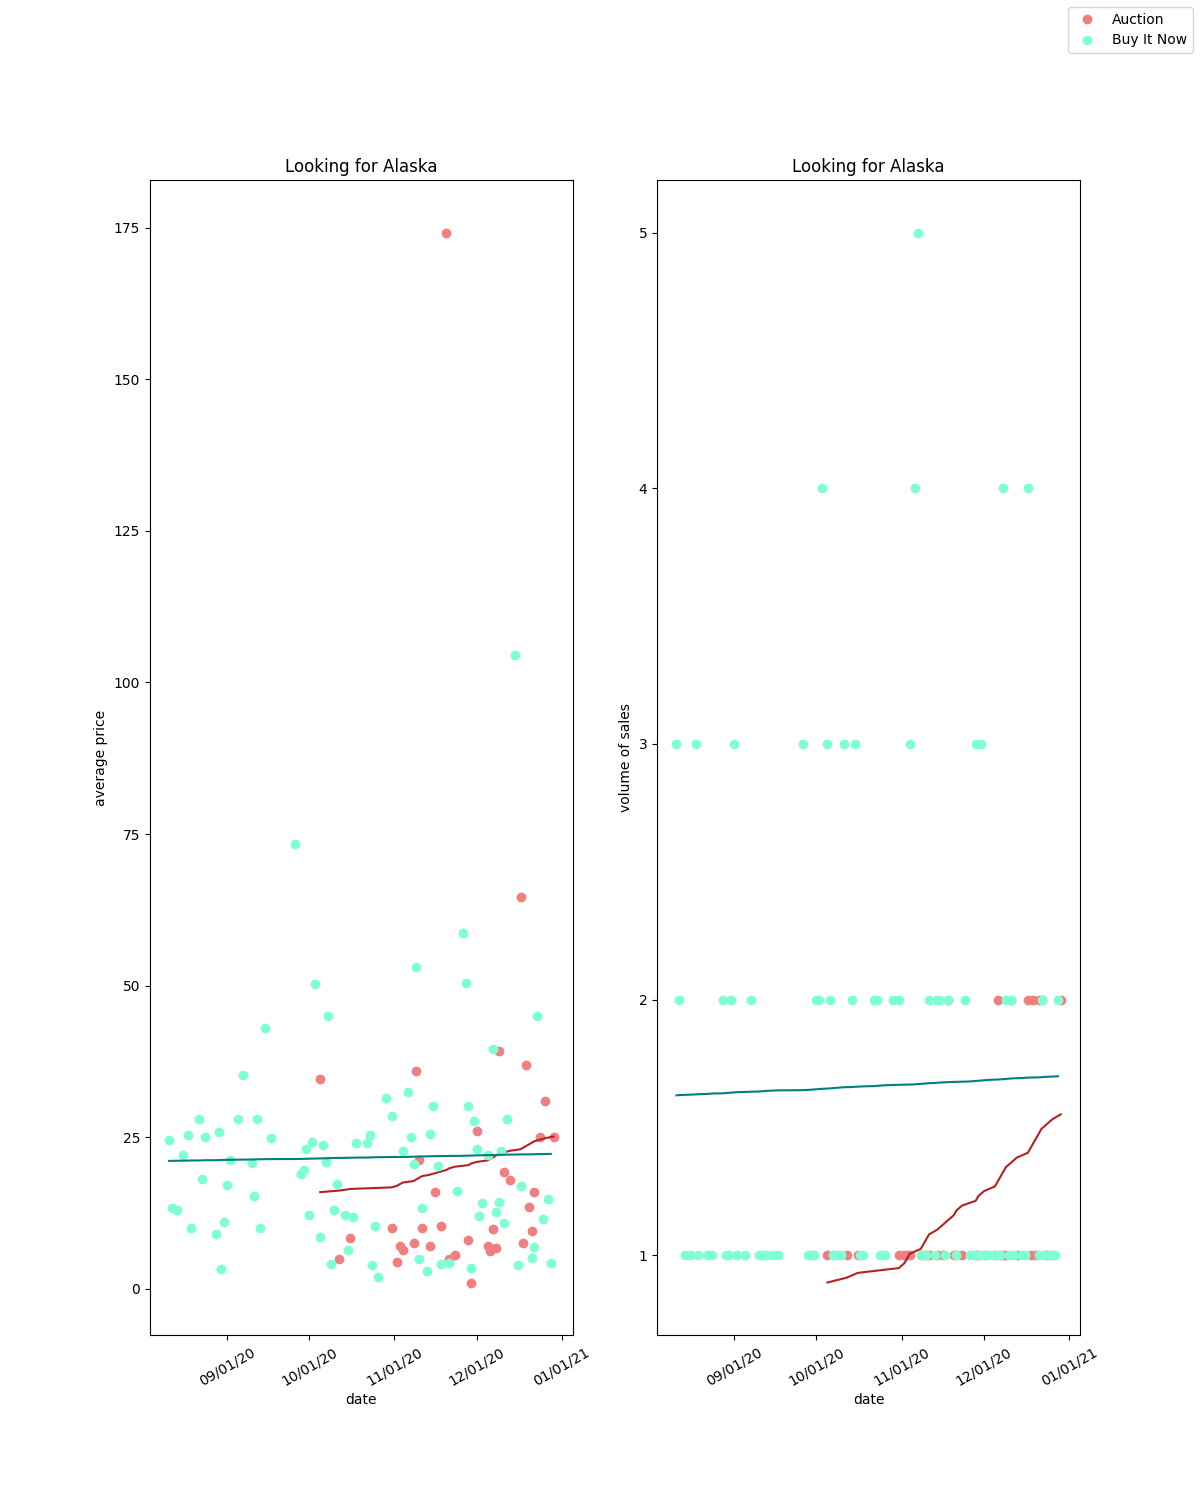 Auction
Buy It Now
Looking for Alaska
175
150
125
100
75
50
25
0
average price
09/01/20
10/01/20
11/01/20
12/01/20
01/01/21
date
Looking for Alaska
5
4
3
2
1
volume of sales
09/01/20
10/01/20
11/01/20
12/01/20
01/01/21
date